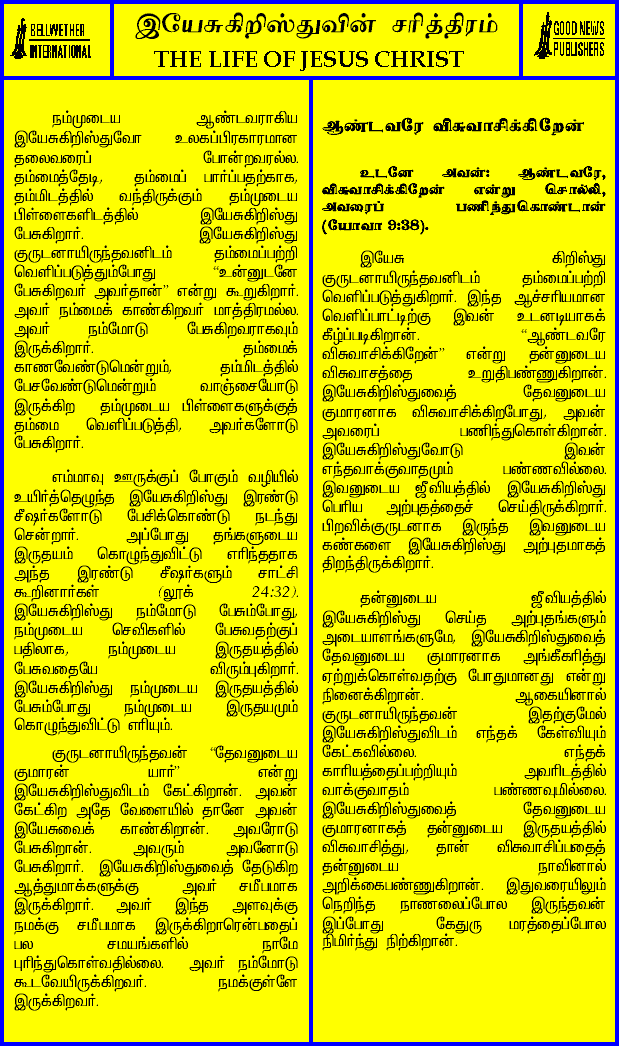 BELLWETHER
INTERNATIONAL
இயேசுகிறிஸ்துவின் சரித்திரம்
THE LIFE OF JESUS CHRIST
GOOD NEWS
PUBLISHERS
நம்முடைய ஆண்டவராகிய
இயேசுகிறிஸ்துவோ உலகப்பிரகாரமான
தலைவரைப் போன்றவரல்ல.
தம்மைத்தேடி, தம்மைப் பார்ப்பதற்காக,
தம்மிடத்தில் வந்திருக்கும் தம்முடைய
பிள்ளைகளிடத்தில் இயேசுகிறிஸ்து
பேசுகிறார். இயேசுகிறிஸ்து
குருடனாயிருந்தவனிடம் தம்மைப்பற்றி
வெளிப்படுத்தும்போது “உன்னுடனே
பேசுகிறவர் அவர்தான்” என்று கூறுகிறார்.
அவர் நம்மைக் காண்கிறவர் மாத்திரமல்ல.
அவர் நம்மோடு பேசுகிறவராகவும்
இருக்கிறார். தம்மைக்
காணவேண்டுமென்றும், தம்மிடத்தில்
பேசவேண்டுமென்றும் வாஞ்சையோடு
இருக்கிற தம்முடைய பிள்ளைகளுக்குத்
தம்மை வெளிப்படுத்தி, அவர்களோடு
பேசுகிறார்.
எம்மாவு ஊருக்குப் போகும் வழியில்
உயிர்த்தெழுந்த இயேசுகிறிஸ்து இரண்டு
சீஷர்களோடு பேசிக்கொண்டு நடந்து
சென்றார். அப்போது தங்களுடைய
இருதயம் கொழுந்துவிட்டு எரிந்ததாக
அந்த இரண்டு சீஷர்களும் சாட்சி
கூறினார்கள் (லூக் 24:32).
இயேசுகிறிஸ்து நம்மோடு பேசும்போது,
நம்முடைய செவிகளில் பேசுவதற்குப்
பதிலாக, நம்முடைய இருதயத்தில்
பேசுவதையே விரும்புகிறார்.
இயேசுகிறிஸ்து நம்முடைய இருதயத்தில்
பேசும்போது நம்முடைய இருதயமும்
கொழுந்துவிட்டு எரியும்.
குருடனாயிருந்தவன் “தேவனுடைய
குமாரன் யார்” என்று
இயேசுகிறிஸ்துவிடம் கேட்கிறான். அவன்
கேட்கிற அதே வேளையில் தானே அவன்
இயேசுவைக் காண்கிறான். அவரோடு
பேசுகிறான். அவரும் அவனோடு
பேசுகிறார். இயேசுகிறிஸ்துவைத் தேடுகிற
ஆத்துமாக்களுக்கு அவர் சமீபமாக
இருக்கிறார். அவர் இந்த அளவுக்கு
நமக்கு சமீபமாக இருக்கிறாரென்பதைப்
பல சமயங்களில் நாமே
புரிந்துகொள்வதில்லை. அவர் நம்மோடு
கூடவேயிருக்கிறவர். நமக்குள்ளே
இருக்கிறவர்.
ஆண்டவரே விசுவாசிக்கிறேன்
உடனே அவன்: ஆண்டவரே,
விசுவாசிக்கிறேன் என்று சொல்லி,
அவரைப் பணிந்துகொண்டான்
(யோவா 9:38).
இயேசு கிறிஸ்து
குருடனாயிருந்தவனிடம் தம்மைப்பற்றி
வெளிப்படுத்துகிறார். இந்த ஆச்சரியமான
வெளிப்பாட்டிற்கு இவன் உடனடியாகக்
கீழ்ப்படிகிறான். “ஆண்டவரே
விசுவாசிக்கிறேன்” என்று தன்னுடைய
விசுவாசத்தை உறுதிபண்ணுகிறான்.
இயேசுகிறிஸ்துவைத் தேவனுடைய
குமாரனாக விசுவாசிக்கிறபோது, அவன்
அவரைப் பணிந்துகொள்கிறான்.
இயேசுகிறிஸ்துவோடு இவன்
எந்தவாக்குவாதமும் பண்ணவில்லை.
இவனுடைய ஜீவியத்தில் இயேசுகிறிஸ்து
பெரிய அற்புதத்தைச் செய்திருக்கிறார்.
பிறவிக்குருடனாக இருந்த இவனுடைய
கண்களை இயேசுகிறிஸ்து அற்புதமாகத்
திறந்திருக்கிறார்.
தன்னுடைய ஜீவியத்தில்
இயேசுகிறிஸ்து செய்த அற்புதங்களும்
அடையாளங்களுமே, இயேசுகிறிஸ்துவைத்
தேவனுடைய குமாரனாக அங்கீகரித்து
ஏற்றுக்கொள்வதற்கு போதுமானது என்று
நினைக்கிறான். ஆகையினால்
குருடனாயிருந்தவன் இதற்குமேல்
இயேசுகிறிஸ்துவிடம் எந்தக் கேள்வியும்
கேட்கவில்லை. எந்தக்
காரியத்தைப்பற்றியும் அவரிடத்தில்
வாக்குவாதம் பண்ணவுமில்லை.
இயேசுகிறிஸ்துவைத் தேவனுடைய
குமாரனாகத் தன்னுடைய இருதயத்தில்
விசுவாசித்து, தான் விசுவாசிப்பதைத்
தன்னுடைய நாவினால்
அறிக்கைபண்ணுகிறான். இதுவரையிலும்
நெறிந்த நாணலைப்போல இருந்தவன்
இப்போது கேதுரு மரத்தைப்போல
நிமிர்ந்து நிற்கிறான்.